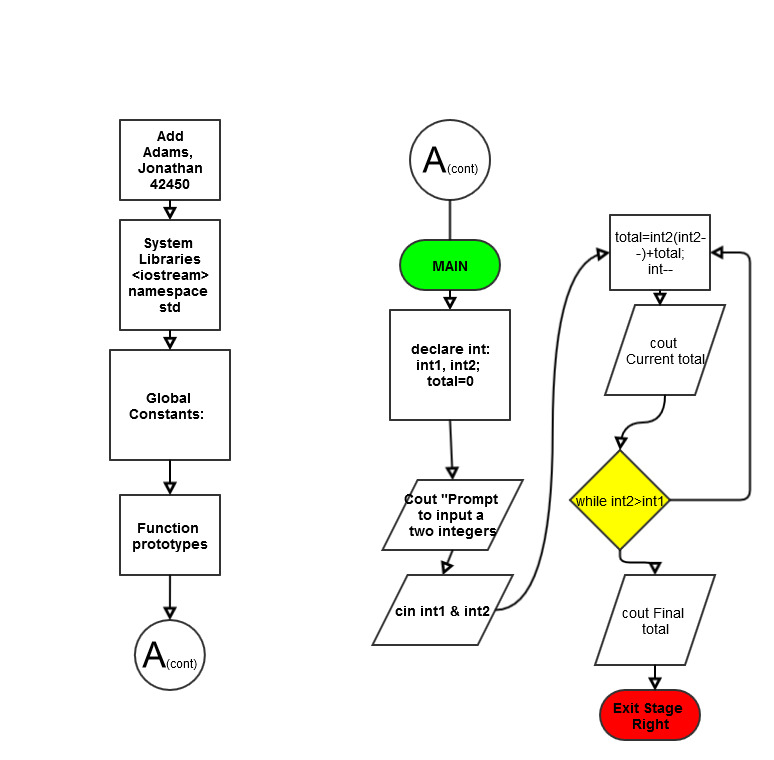 Add
Adams,
Jonathan
42450
System
Libraries
<iostream>
namespace
std
Global
Constants:
Function
prototypes
A(cont)
A(cont)
MAIN
declare int:
int1, int2;
total=0
Cout "Prompt
to input a
two integers
cin int1 & int2
total=int2(int2-
-)+total;
int--
cout
Current total
while int2>int1
cout Final
total
Exit Stage
Right